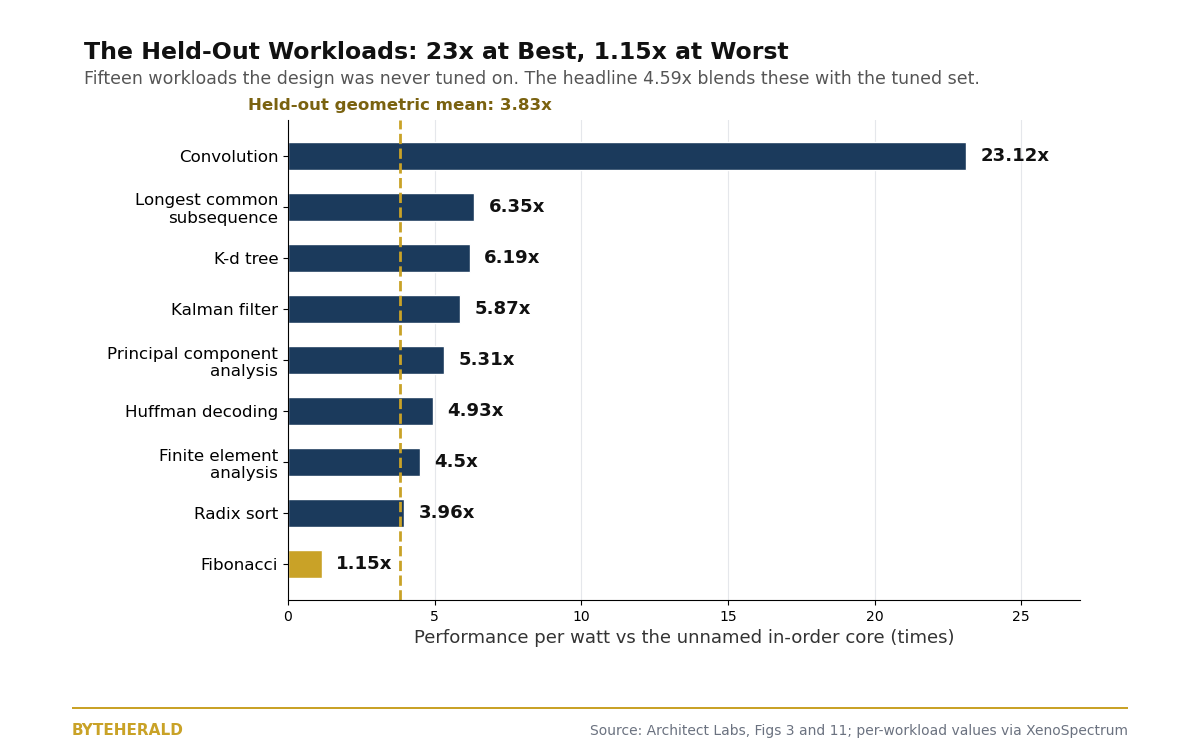 The Held-Out Workloads: 23x at Best, 1.15x at Worst
Fifteen workloads the design was never tuned on. The headline 4.59x blends these with the tuned set.
Held-out geometric mean: 3.83x
Convolution
23.12x
Longest common
subsequence
6.35x
K-d tree
6.19x
Kalman filter
5.87x
Principal component
analysis
5.31x
Huffman decoding
4.93x
Finite element
analysis
4.5x
Radix sort
3.96x
Fibonacci
1.15x
0 5 10 15 20 25
Performance per watt vs the unnamed in-order core (times)
BYTEHERALD
Source: Architect Labs, Figs 3 and 11; per-workload values via XenoSpectrum